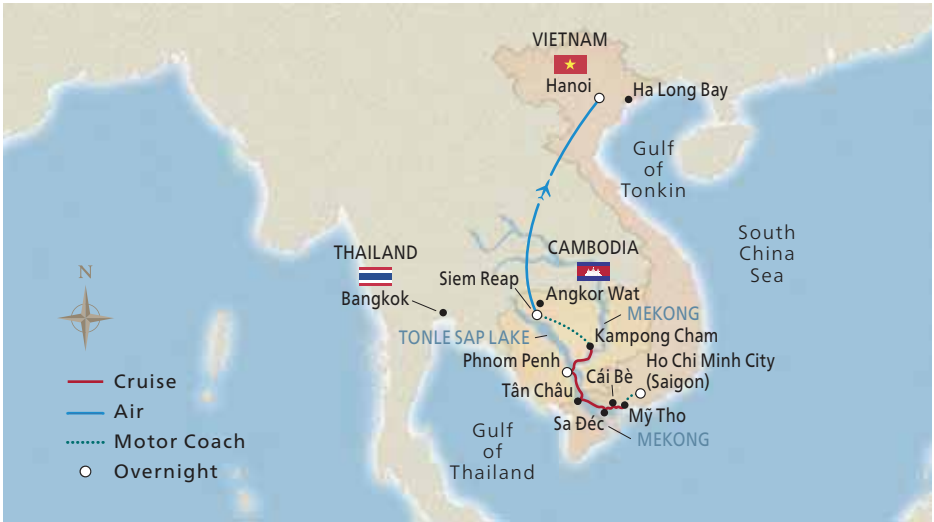 VIETNAM
Hanoi
Ha Long Bay
Gulf
of
Tonkin
South
China
Sea
THAILAND
Bangkok
CAMBODIA
Siem Reap
Angkor Wat
MEKONG
TONLE SAP LAKE
Kampong Cham
Phnom Penh
Ho Chi Minh City
(Saigon)
Tân Châu
Cái Bè
Mỹ Tho
Sa Đéc
MEKONG
Gulf
of
Thailand
N
Cruise
Air
Motor Coach
Overnight